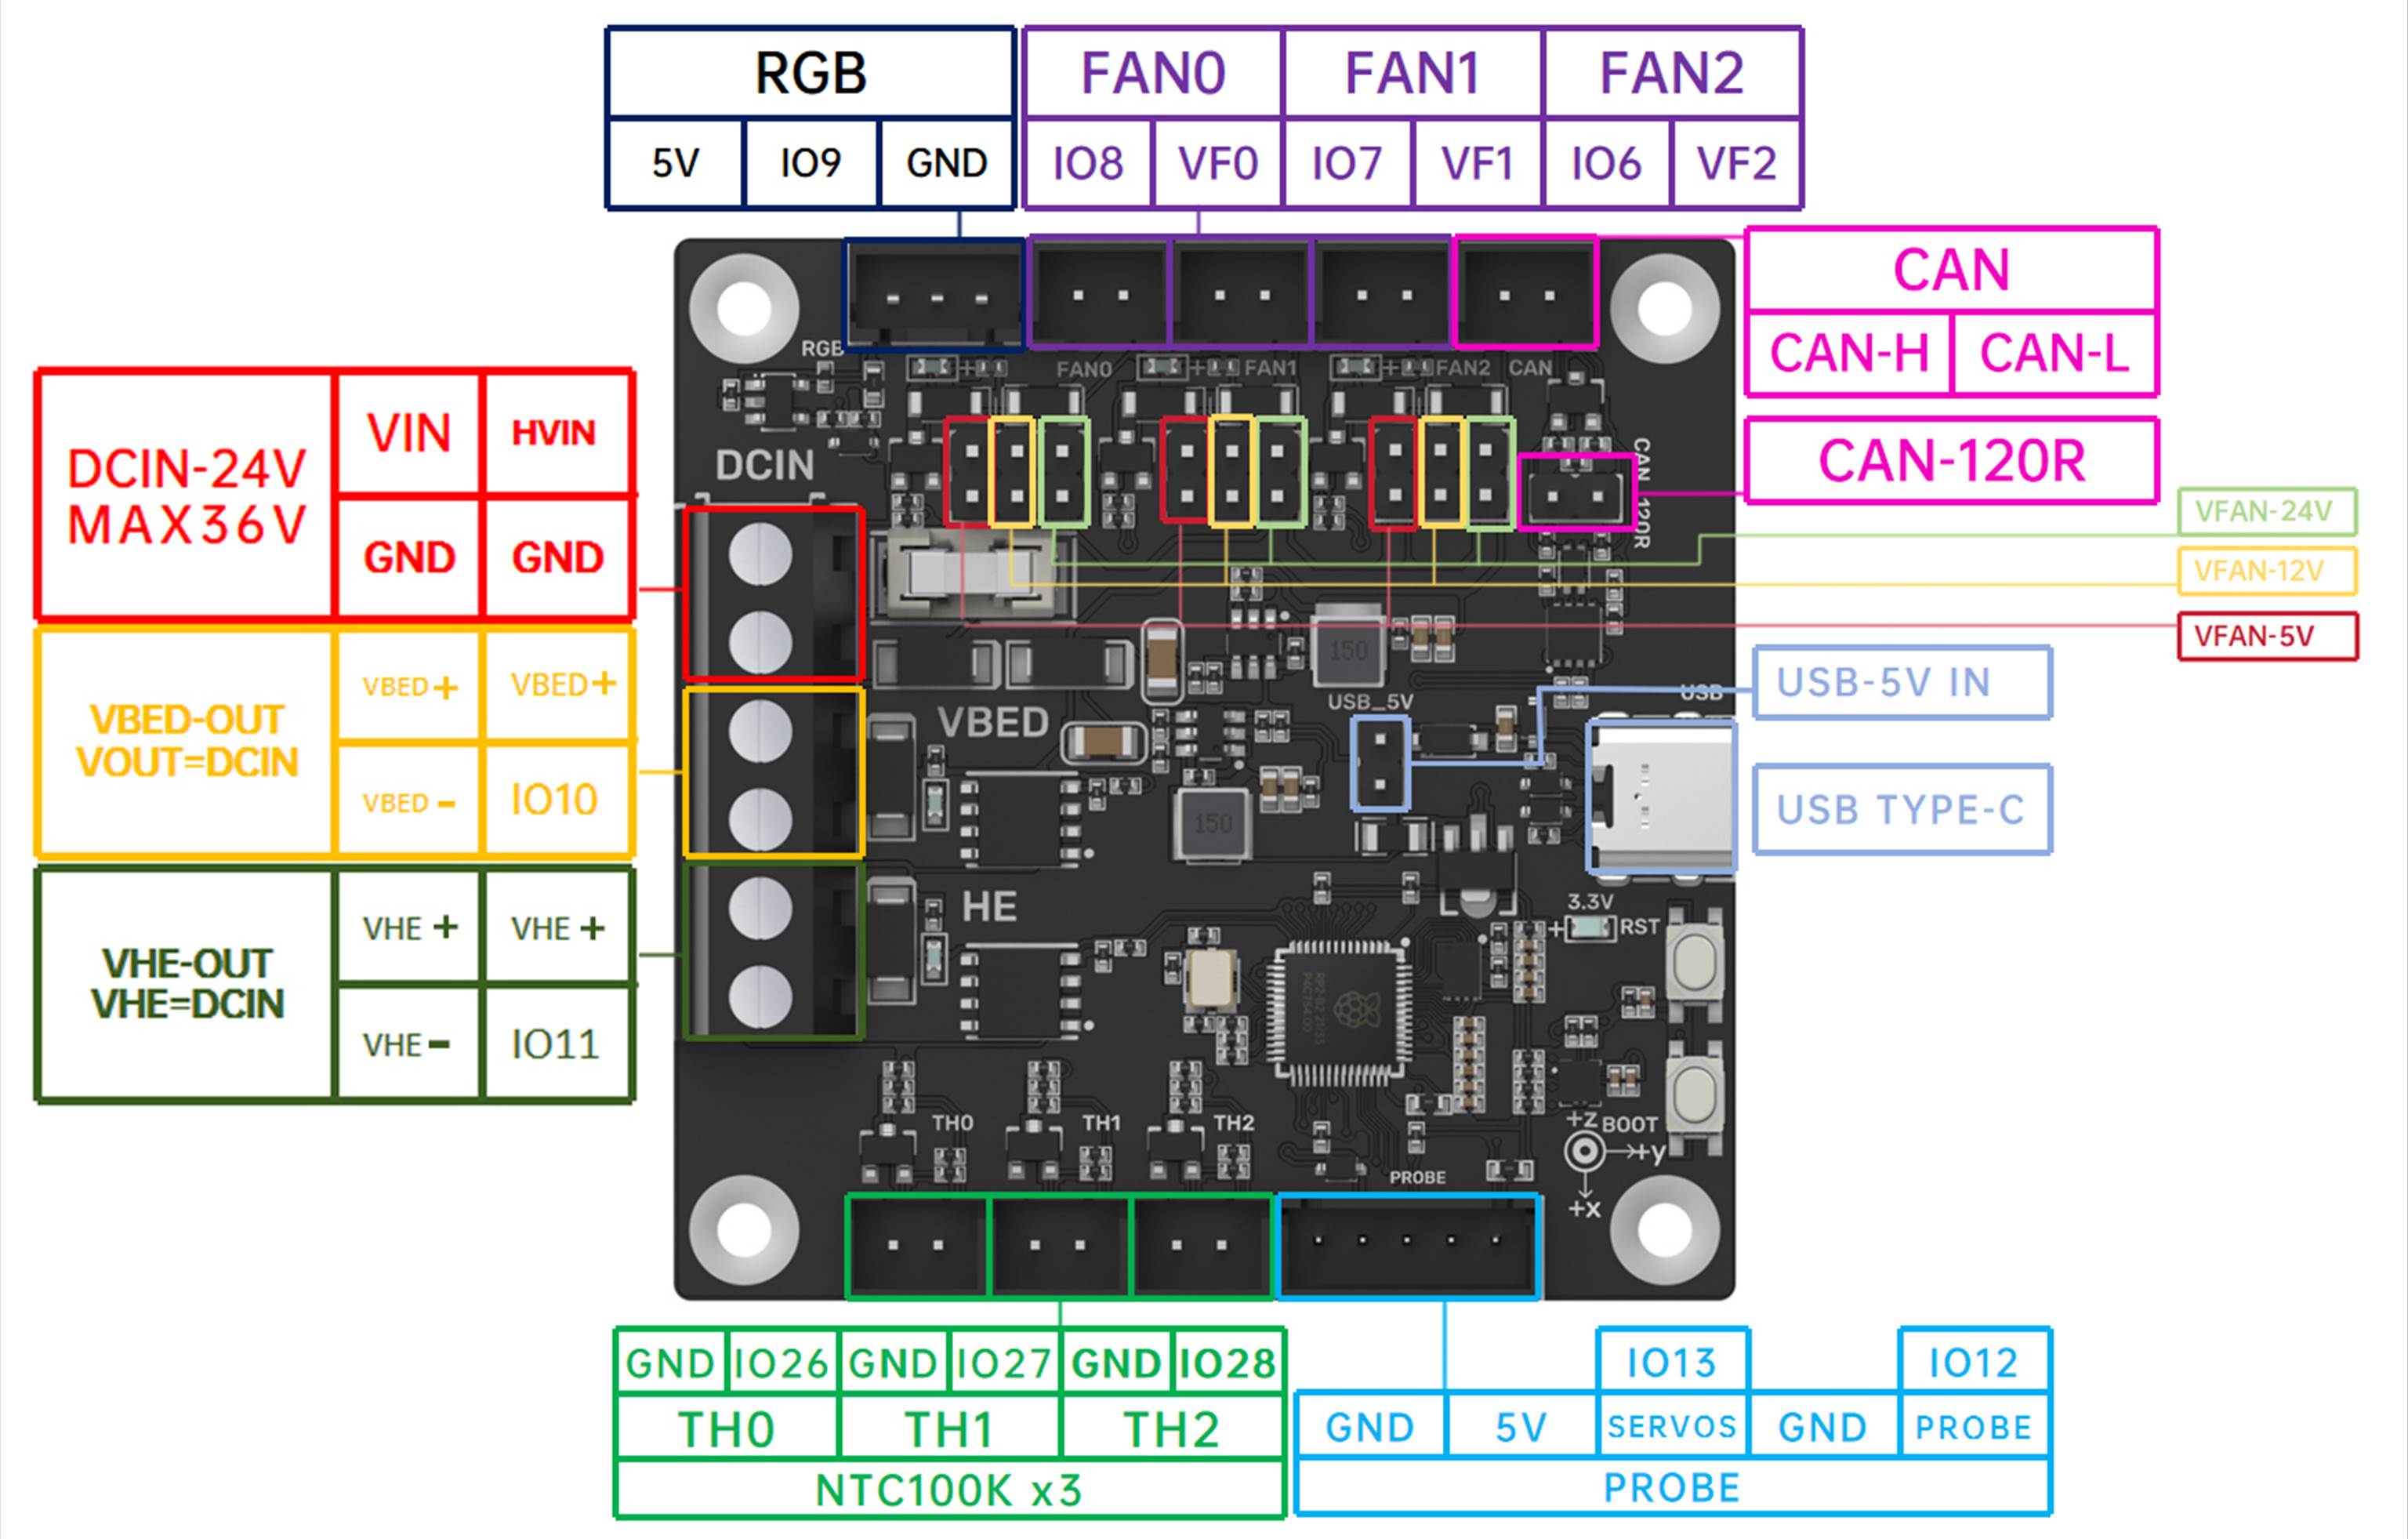 RGB
5V IO9 GND
FAN0 FAN1 FAN2
IO8 VF0 IO7 VF1 IO6 VF2
CAN
CAN-H CAN-L
CAN-120R
VFAN-24V
VFAN-12V
VFAN-5V
USB-5V IN
USB TYPE-C
DCIN-24V
MAX36V
VIN HVIN
GND GND
VBED-OUT
VOUT=DCIN
VBED+ VBED+
VBED- IO10
VHE-OUT
VHE=DCIN
VHE+ VHE+
VHE- IO11
RGB
+ FAN0
+ FAN1
+ FAN2
CAN
CAN_120R
DCIN
150
USB_5V
USB
VBED
150
HE
3.3V
+ RST
TH0
TH1
TH2
PROBE
+Z BOOT
+y
+x
GND IO26 GND IO27 GND IO28
TH0 TH1 TH2
NTC100K x3
IO13 IO12
GND 5V SERVOS GND PROBE
PROBE